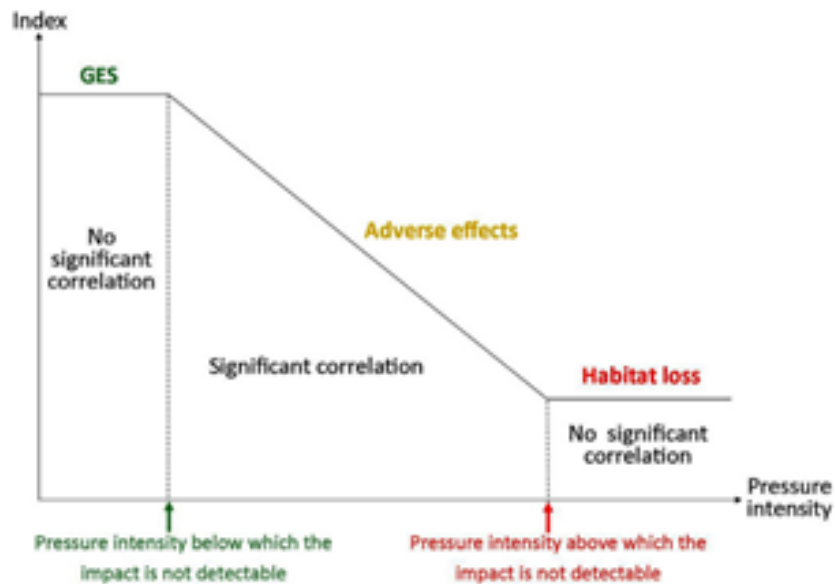 Index
GES
No
significant
correlation
Adverse effects
Significant correlation
Habitat loss
No significant
correlation
Pressure
intensity
Pressure intensity below which the
impact is not detectable
Pressure intensity above which the
impact is not detectable